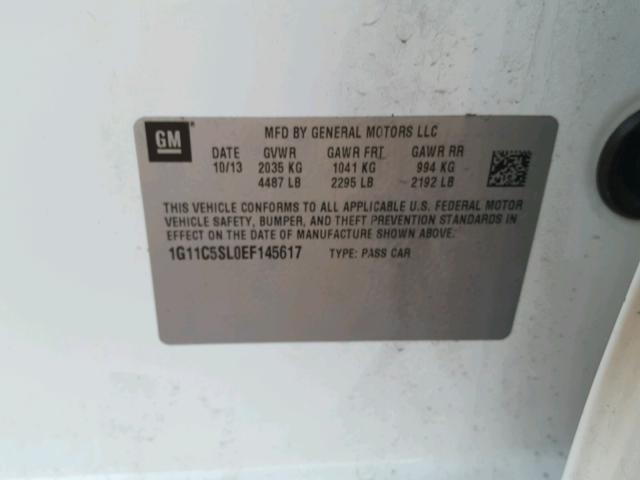 GM ®
MFD BY GENERAL MOTORS LLC
DATE GVWR GAWR FRT GAWR RR
10/13 2035 KG 1041 KG 994 KG
4487 LB 2295 LB 2192 LB
THIS VEHICLE CONFORMS TO ALL APPLICABLE U.S. FEDERAL MOTOR
VEHICLE SAFETY, BUMPER, AND THEFT PREVENTION STANDARDS IN
EFFECT ON THE DATE OF MANUFACTURE SHOWN ABOVE.
1G11C5SL0EF145617 TYPE: PASS CAR